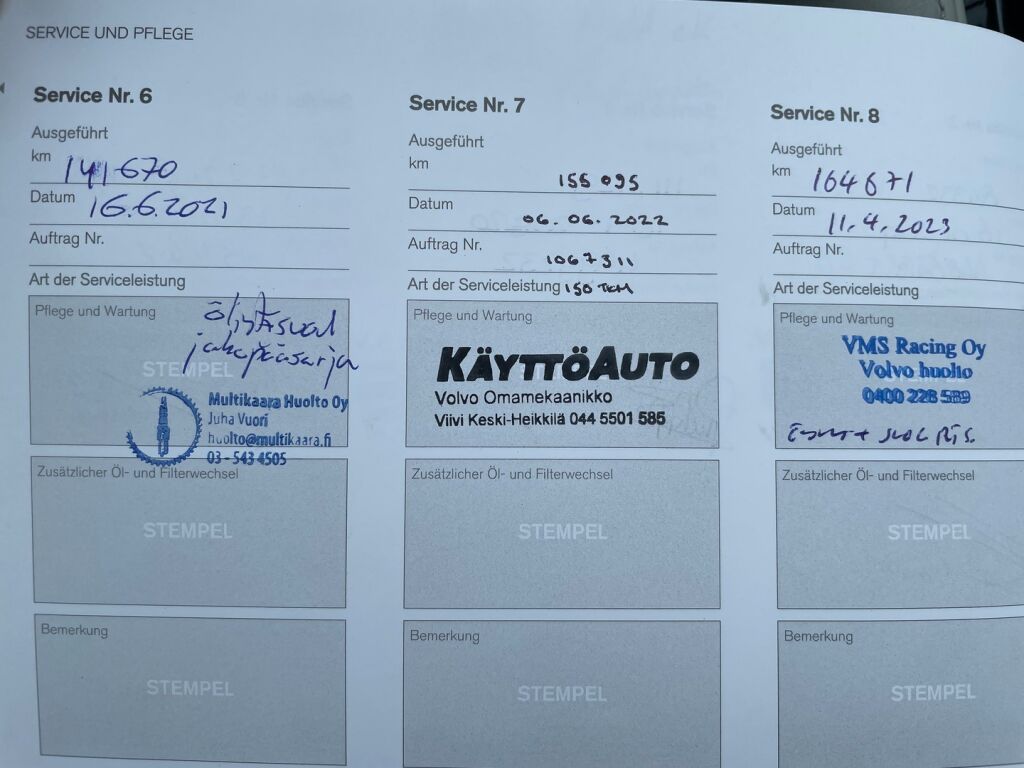 SERVICE UND PFLEGE
Service Nr. 6
Ausgeführt
km 141670
Datum 16.6.2021
Auftrag Nr.
Art der Serviceleistung
Pflege und Wartung
jakopääsarja
STEMPEL
Multikaara Huolto Oy
Juha Vuori
huolto@multikaara.fi
03-543 4505
Zusätzlicher Öl- und Filterwechsel
STEMPEL
Bemerkung
STEMPEL
Service Nr. 7
Ausgeführt
km 155 095
Datum 06.06.2022
Auftrag Nr. 1067311
Art der Serviceleistung 150 TKM
Pflege und Wartung
KÄYTTÖAUTO
Volvo Omamekaanikko
Viivi Keski-Heikkilä 044 5501 585
Zusätzlicher Öl- und Filterwechsel
STEMPEL
Bemerkung
STEMPEL
Service Nr. 8
Ausgeführt
km 164671
Datum 11.4.2023
Auftrag Nr.
Art der Serviceleistung
Pflege und Wartung
VMS Racing Oy
Volvo huolto
STEMPEL
0400 228 589
Zusätzlicher Öl- und Filterwechsel
STEMPEL
Bemerkung
STEMPEL